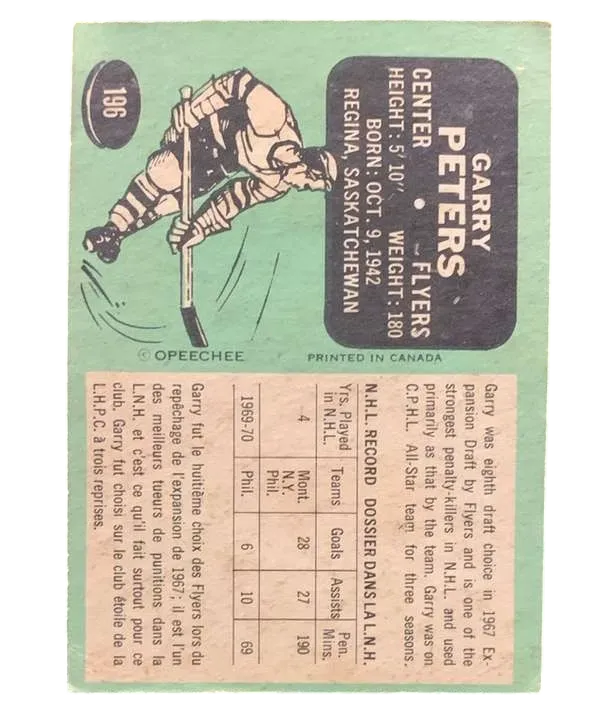 196
GARRY
PETERS
CENTER • FLYERS
HEIGHT: 5' 10" WEIGHT: 180
BORN: OCT. 9, 1942
REGINA, SASKATCHEWAN
© OPEECHEE
PRINTED IN CANADA
Garry was eighth draft choice in 1967 Ex-
pansion Draft by Flyers and is one of the
strongest penalty-killers in N.H.L. and used
primarily as that by the team. Garry was on
C.P.H.L. All-Star team for three seasons.
N.H.L. RECORD DOSSIER DANS LA L.N.H.
Yrs. Played in N.H.L. Teams Goals Assists Pen. Mins.
4 Mont. N.Y. Phil. 28 27 190
1969-70 Phil. 6 10 69
Garry fut le huitième choix des Flyers lors du
repêchage de l'expansion de 1967; il est l'un
des meilleurs tueurs de punitions dans la
L.N.H. et c'est ce qu'il fait surtout pour ce
club. Garry fut choisi sur le club étoile de la
L.H.P.C. à trois reprises.